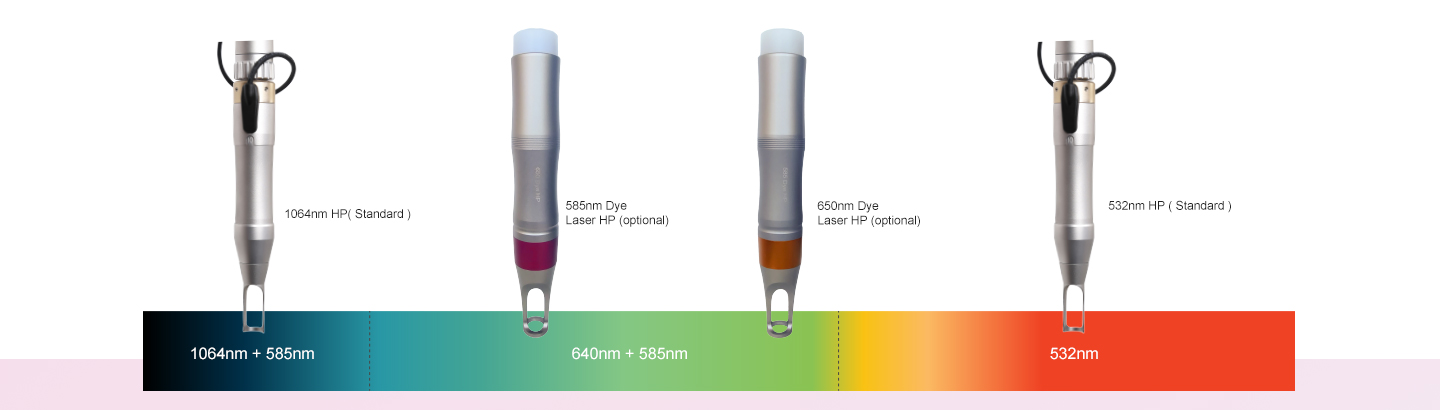 1064nm HP( Standard )
585nm Dye
Laser HP (optional)
650nm Dye
Laser HP (optional)
532nm HP ( Standard )
1064nm + 585nm
640nm + 585nm
532nm